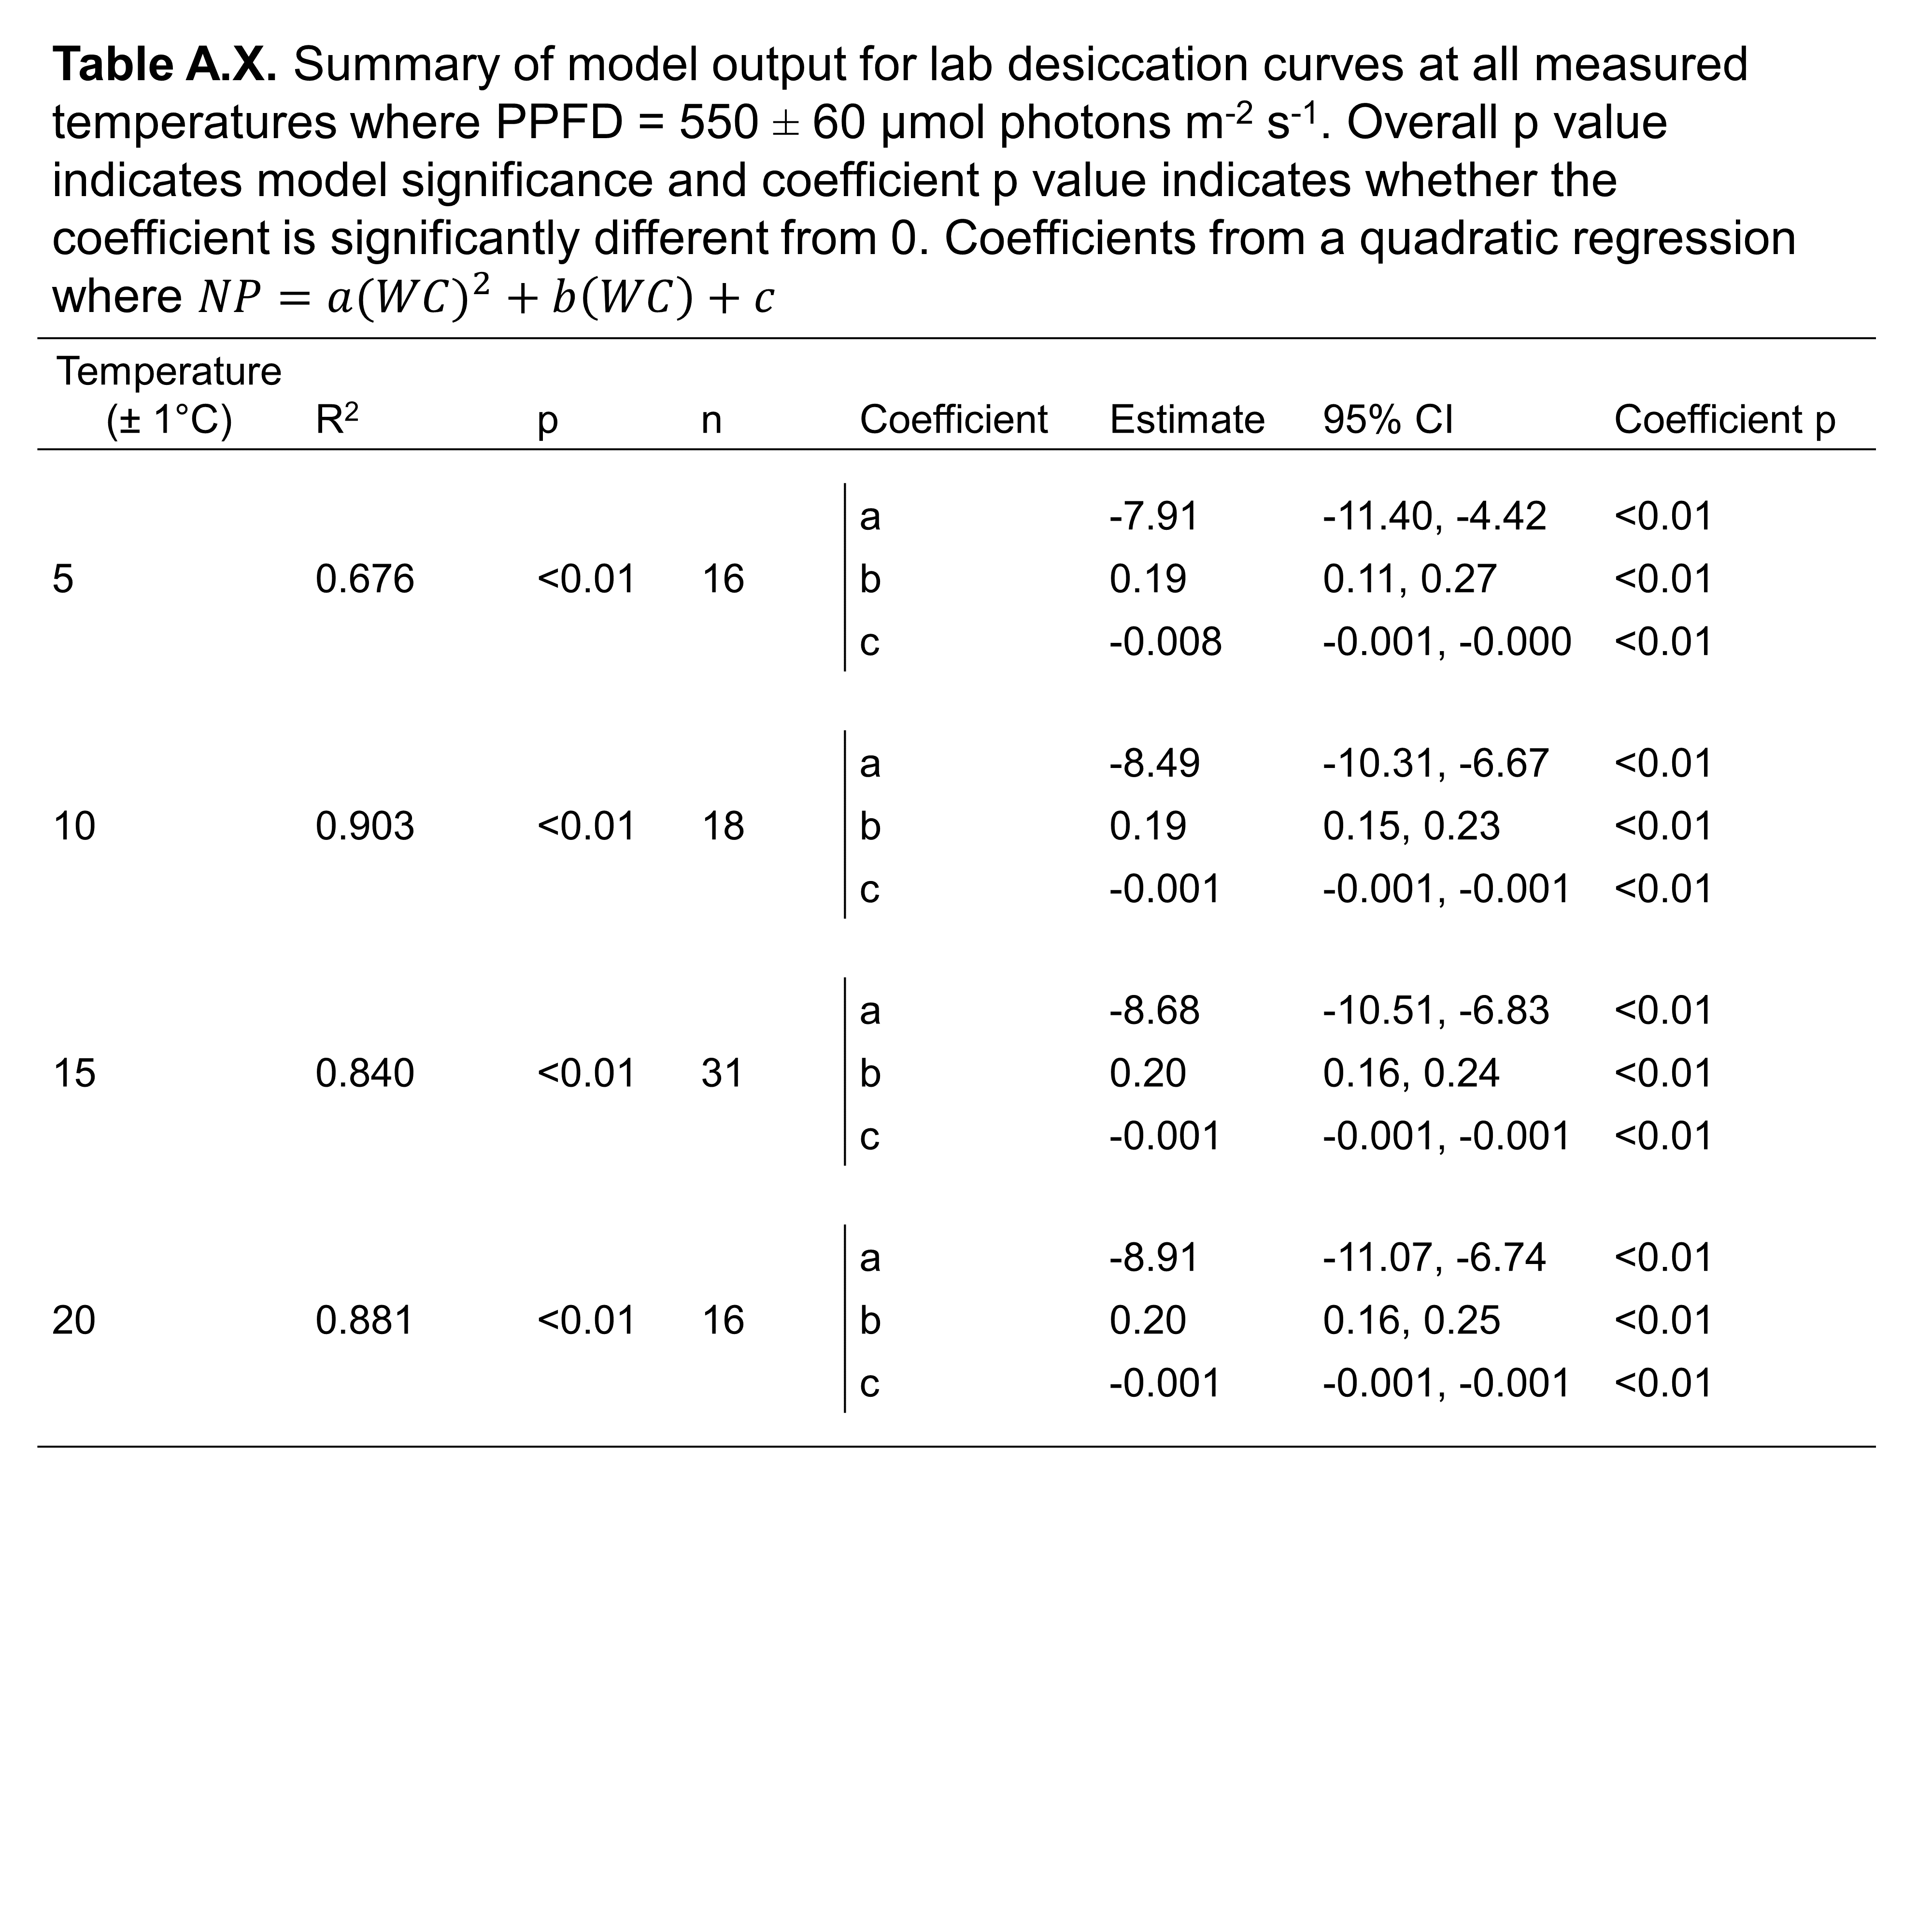 Table A.X. Summary of model output for lab desiccation curves at all measured
temperatures where PPFD = 550 ± 60 µmol photons m⁻² s⁻¹. Overall p value
indicates model significance and coefficient p value indicates whether the
coefficient is significantly different from 0. Coefficients from a quadratic regression
where NP = a(WC)² + b(WC) + c
Temperature
(± 1°C) R² p n Coefficient Estimate 95% CI Coefficient p
a -7.91 -11.40, -4.42 <0.01
5 0.676 <0.01 16 b 0.19 0.11, 0.27 <0.01
c -0.008 -0.001, -0.000 <0.01
a -8.49 -10.31, -6.67 <0.01
10 0.903 <0.01 18 b 0.19 0.15, 0.23 <0.01
c -0.001 -0.001, -0.001 <0.01
a -8.68 -10.51, -6.83 <0.01
15 0.840 <0.01 31 b 0.20 0.16, 0.24 <0.01
c -0.001 -0.001, -0.001 <0.01
a -8.91 -11.07, -6.74 <0.01
20 0.881 <0.01 16 b 0.20 0.16, 0.25 <0.01
c -0.001 -0.001, -0.001 <0.01